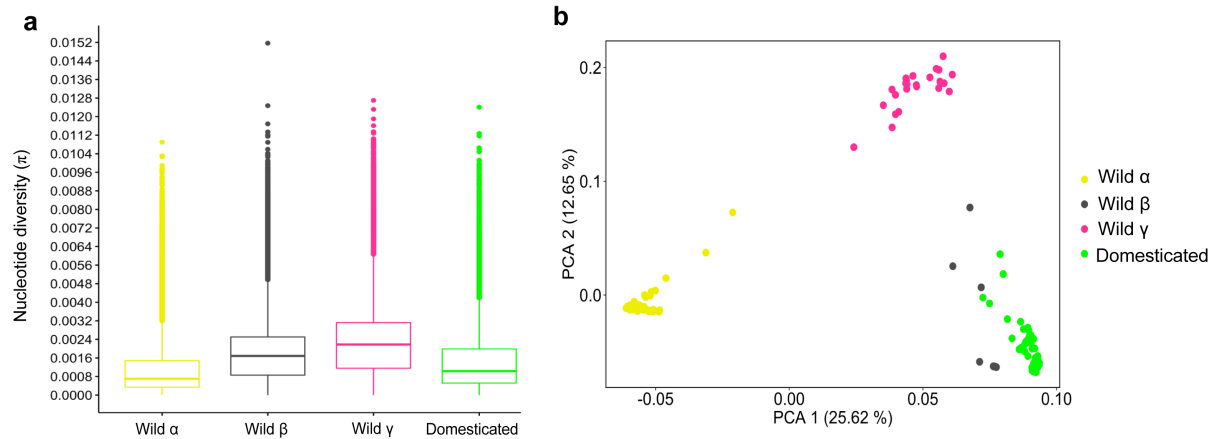 a
Nucleotide diversity (π)
0.0152
0.0144
0.0136
0.0128
0.0120
0.0112
0.0104
0.0096
0.0088
0.0080
0.0072
0.0064
0.0056
0.0048
0.0040
0.0032
0.0024
0.0016
0.0008
0.0000
Wild α Wild β Wild γ Domesticated
b
PCA 2 (12.65 %)
0.2
0.1
0.0
-0.05 0.00 0.05 0.10
PCA 1 (25.62 %)
Wild α
Wild β
Wild γ
Domesticated